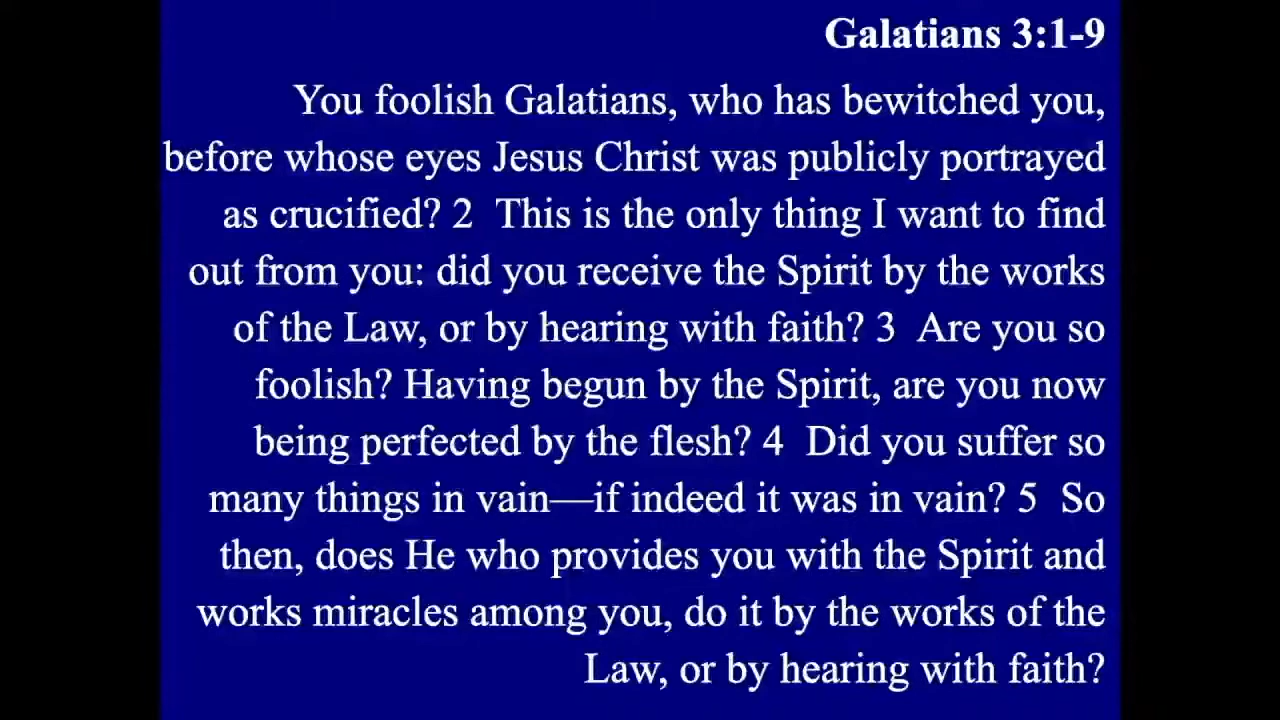 Galatians 3:1-9
You foolish Galatians, who has bewitched you,
before whose eyes Jesus Christ was publicly portrayed
as crucified? 2  This is the only thing I want to find
out from you: did you receive the Spirit by the works
of the Law, or by hearing with faith? 3  Are you so
foolish? Having begun by the Spirit, are you now
being perfected by the flesh? 4  Did you suffer so
many things in vain—if indeed it was in vain? 5  So
then, does He who provides you with the Spirit and
works miracles among you, do it by the works of the
Law, or by hearing with faith?